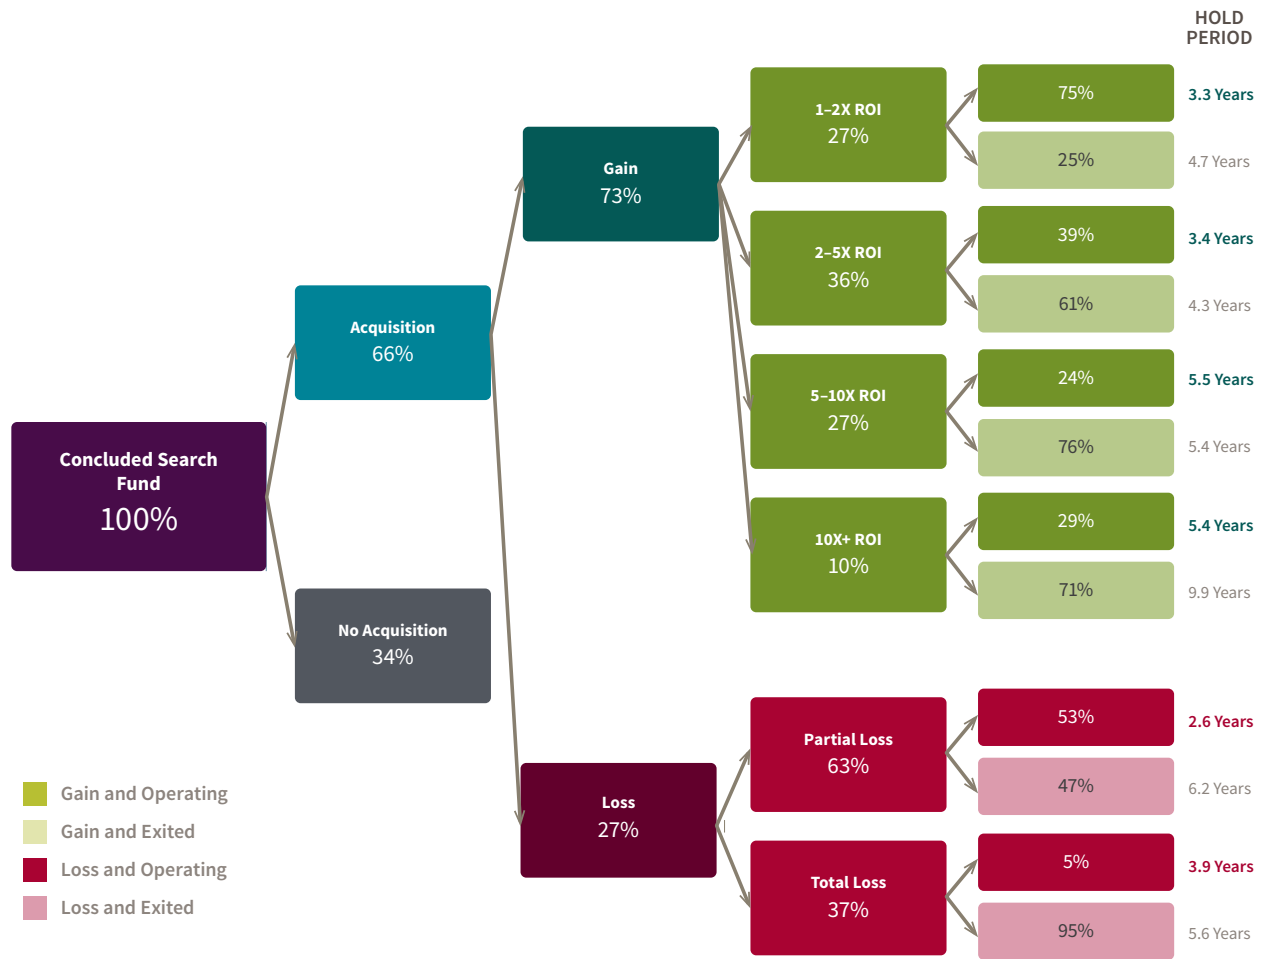 HOLD
PERIOD
Concluded Search
Fund
100%
Acquisition
66%
No Acquisition
34%
Gain
73%
Loss
27%
1–2X ROI
27%
75%
3.3 Years
25%
4.7 Years
2–5X ROI
36%
39%
3.4 Years
61%
4.3 Years
5–10X ROI
27%
24%
5.5 Years
76%
5.4 Years
10X+ ROI
10%
29%
5.4 Years
71%
9.9 Years
Partial Loss
63%
53%
2.6 Years
47%
6.2 Years
Total Loss
37%
5%
3.9 Years
95%
5.6 Years
Gain and Operating
Gain and Exited
Loss and Operating
Loss and Exited